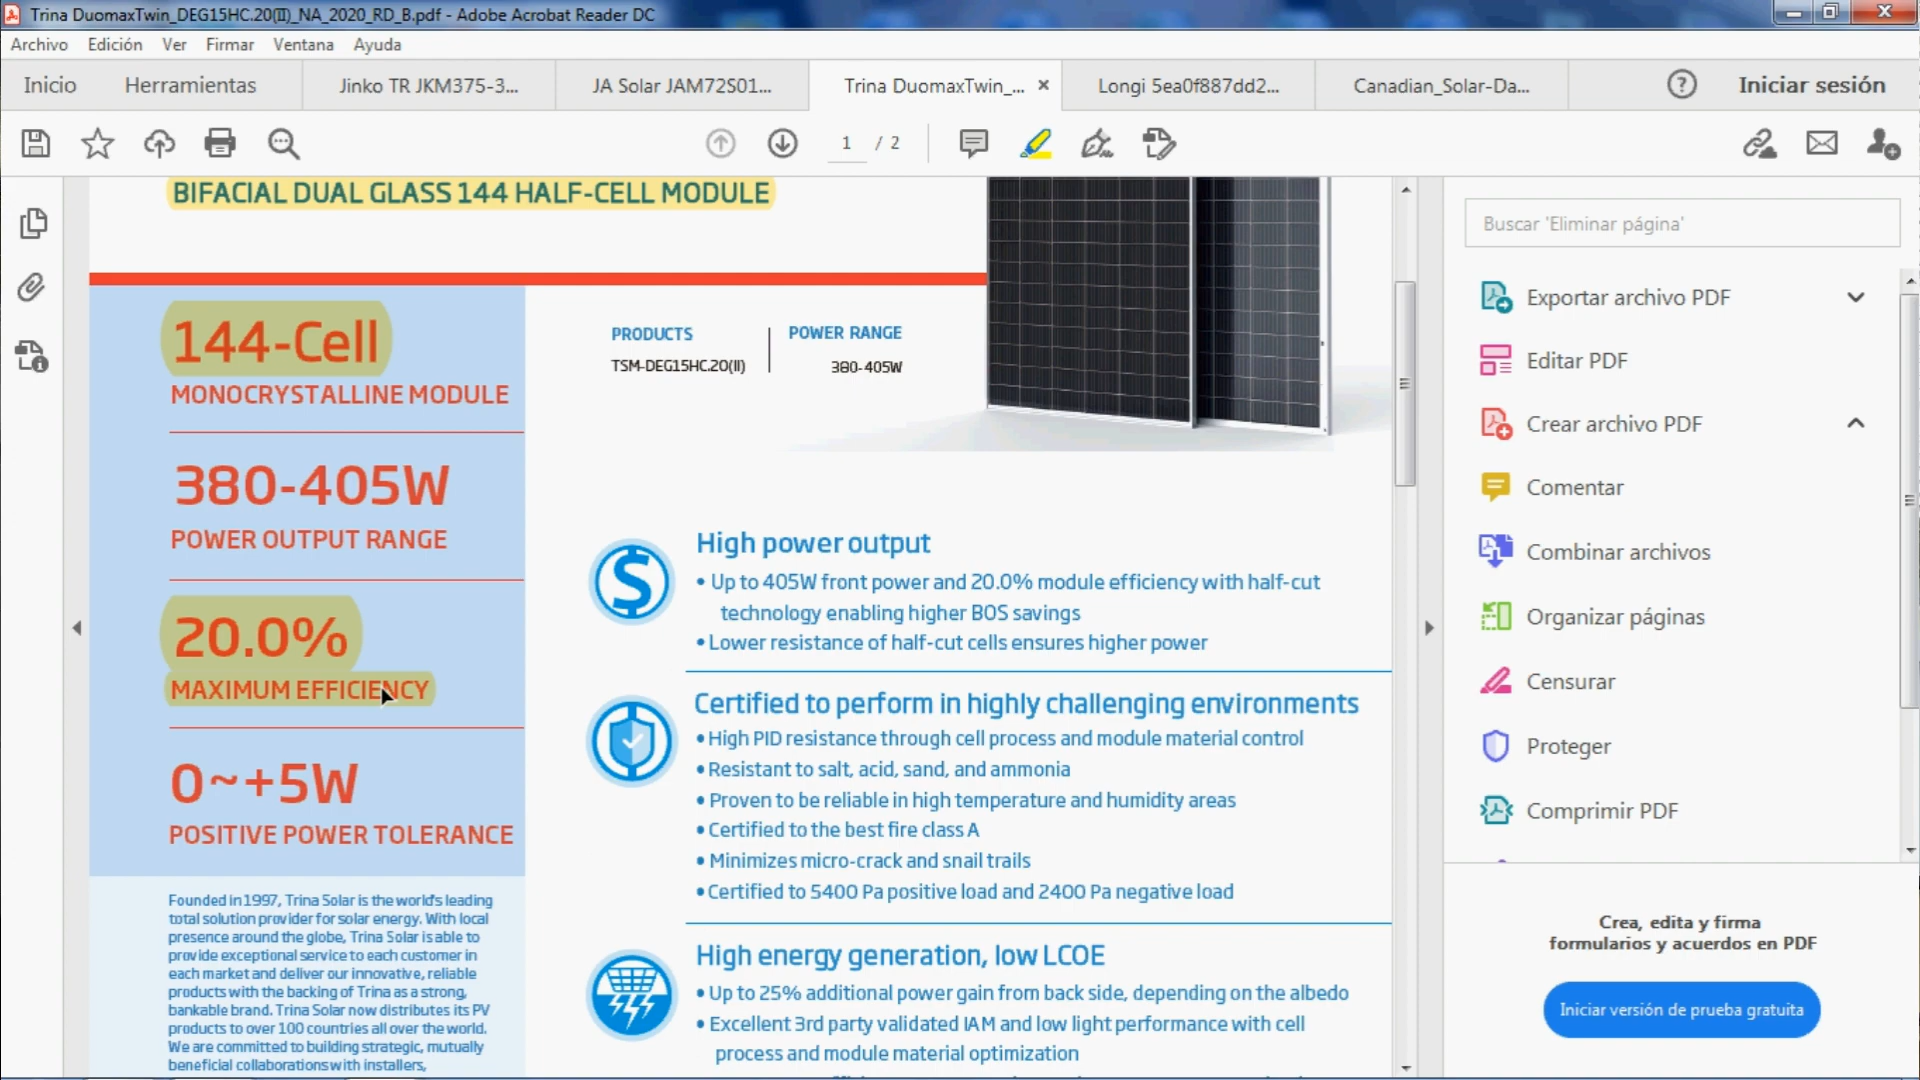 Trina DuomaxTwin_DEG15HC.20(II)_NA_2020_RD_B.pdf - Adobe Acrobat Reader DC
Archivo Edición Ver Firmar Ventana Ayuda
Inicio Herramientas Jinko TR JKM375-3... JA Solar JAM72S01... Trina DuomaxTwin_... × Longi 5ea0f887dd2... Canadian_Solar-Da... ? Iniciar sesión
1 / 2
BIFACIAL DUAL GLASS 144 HALF-CELL MODULE
144-Cell
MONOCRYSTALLINE MODULE
380-405W
POWER OUTPUT RANGE
20.0%
MAXIMUM EFFICIENCY
0~+5W
POSITIVE POWER TOLERANCE
Founded in 1997, Trina Solar is the world's leading
total solution provider for solar energy. With local
presence around the globe, Trina Solar is able to
provide exceptional service to each customer in
each market and deliver our innovative, reliable
products with the backing of Trina as a strong,
bankable brand. Trina Solar now distributes its PV
products to over 100 countries all over the world.
We are committed to building strategic, mutually
beneficial collaborations with installers,
PRODUCTS
TSM-DEG15HC.20(II)
POWER RANGE
380-405W
High power output
• Up to 405W front power and 20.0% module efficiency with half-cut
technology enabling higher BOS savings
• Lower resistance of half-cut cells ensures higher power
Certified to perform in highly challenging environments
• High PID resistance through cell process and module material control
• Resistant to salt, acid, sand, and ammonia
• Proven to be reliable in high temperature and humidity areas
• Certified to the best fire class A
• Minimizes micro-crack and snail trails
• Certified to 5400 Pa positive load and 2400 Pa negative load
High energy generation, low LCOE
• Up to 25% additional power gain from back side, depending on the albedo
• Excellent 3rd party validated IAM and low light performance with cell
process and module material optimization
Buscar 'Eliminar página'
Exportar archivo PDF
Editar PDF
Crear archivo PDF
Comentar
Combinar archivos
Organizar páginas
Censurar
Proteger
Comprimir PDF
Crea, edita y firma
formularios y acuerdos en PDF
Iniciar versión de prueba gratuita